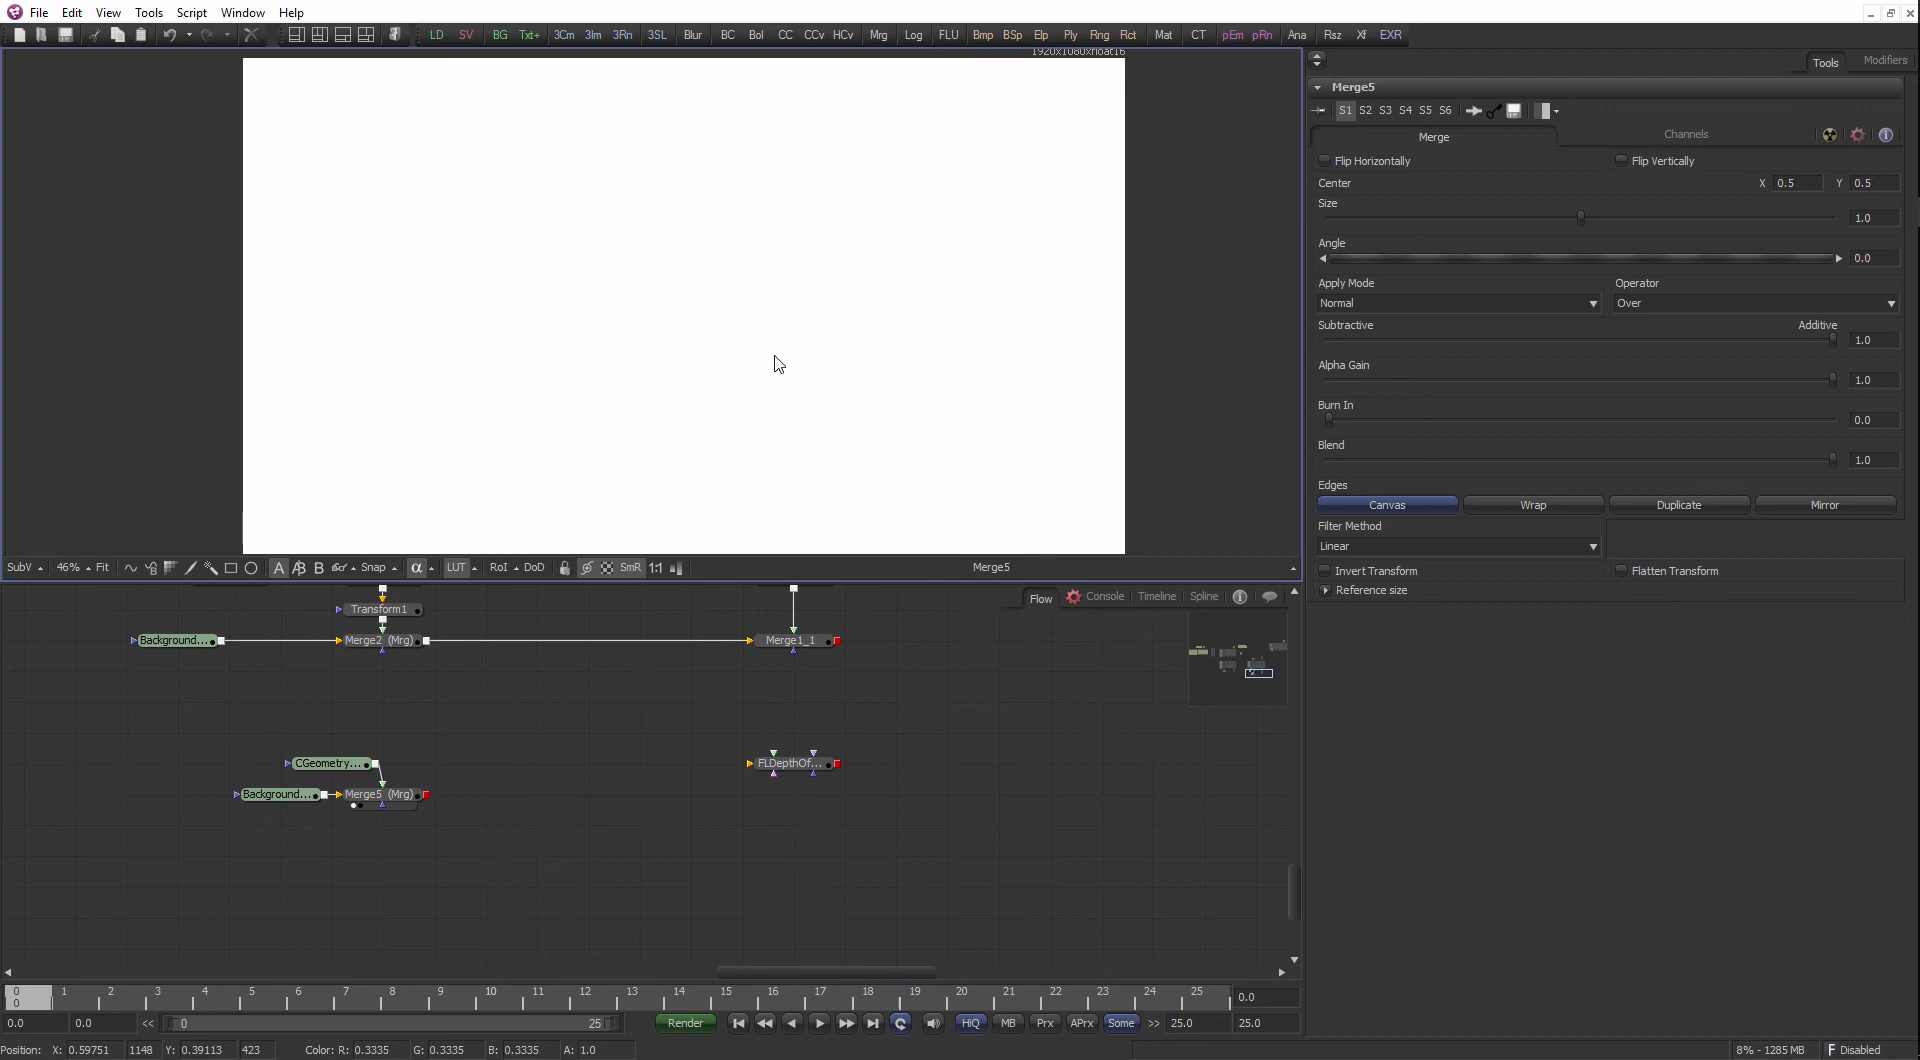 File Edit View Tools Script Window Help
LD SV BG Txt+ 3Cm 3Im 3Rn 3SL Blur BC Bol CC CCv HCv Mrg Log FLU Bmp BSp Elp Ply Rng Rct Mat CT pEm pRn Ana Rsz Xf EXR
1920x1080xfloat16
Tools Modifiers
Merge5
S1 S2 S3 S4 S5 S6
Merge Channels
Flip Horizontally Flip Vertically
Center X 0.5 Y 0.5
Size
1.0
Angle
0.0
Apply Mode Operator
Normal Over
Subtractive Additive
1.0
Alpha Gain
1.0
Burn In
0.0
Blend
1.0
Edges
Canvas Wrap Duplicate Mirror
Filter Method
Linear
Invert Transform Flatten Transform
Reference size
SubV 46% Fit A B Snap α LUT RoI DoD SmR 1:1 Merge5
Flow Console Timeline Spline
Transform1
Background... Merge2 (Mrg) Merge1_1
CGeometry... FLDepthOf...
Background... Merge5 (Mrg)
0 1 2 3 4 5 6 7 8 9 10 11 12 13 14 15 16 17 18 19 20 21 22 23 24 25
0 0.0
0.0 0.0 << 0 25 Render HiQ MB Prx APrx Some >> 25.0 25.0
Position: X: 0.59751 1148 Y: 0.39113 423 Color: R: 0.3335 G: 0.3335 B: 0.3335 A: 1.0 8% - 1285 MB F Disabled